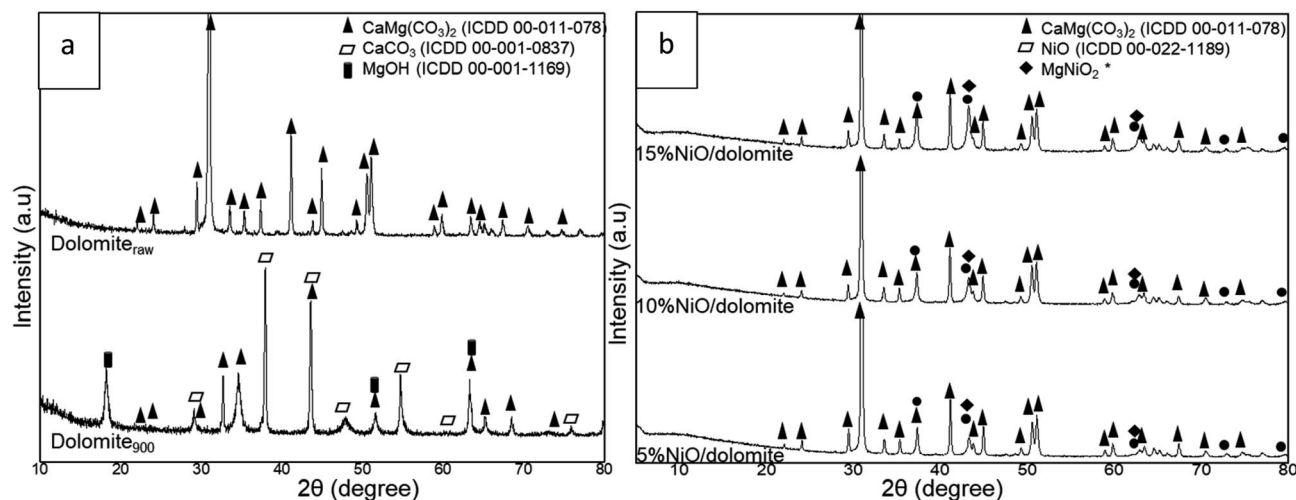 a
CaMg(CO₃)₂ (ICDD 00-011-078)
CaCO₃ (ICDD 00-001-0837)
MgOH (ICDD 00-001-1169)
Intensity (a.u)
Dolomite_raw
Dolomite₉₀₀
10 20 30 40 50 60 70 80
2θ (degree)
b
CaMg(CO₃)₂ (ICDD 00-011-078)
NiO (ICDD 00-022-1189)
MgNiO₂ *
Intensity (a.u)
15%NiO/dolomite
10%NiO/dolomite
5%NiO/dolomite
10 20 30 40 50 60 70 80
2θ (degree)